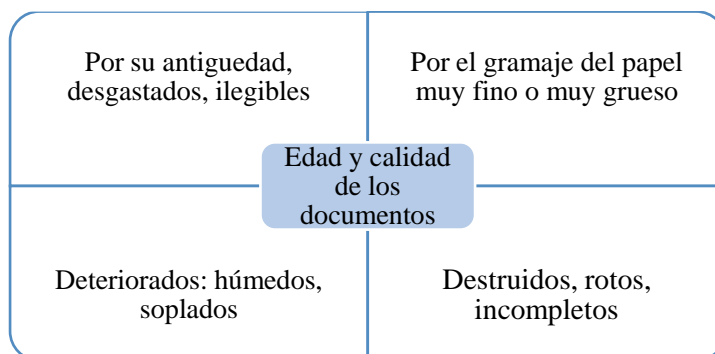 Por su antiguedad,
desgastados, ilegibles
Por el gramaje del papel
muy fino o muy grueso
Edad y calidad
de los
documentos
Deteriorados: húmedos,
soplados
Destruidos, rotos,
incompletos